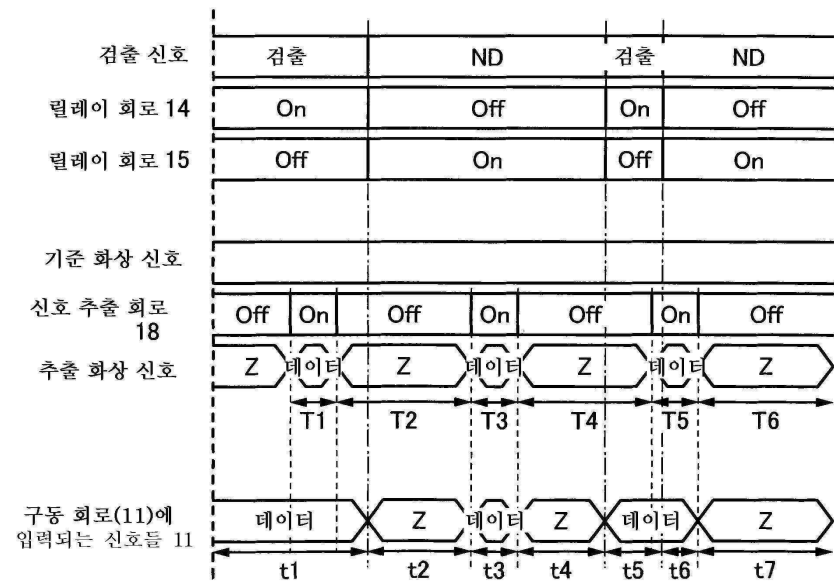 검출 신호 검출 ND 검출 ND
릴레이 회로 14 On Off On Off
릴레이 회로 15 Off On Off On
기준 화상 신호
신호 추출 회로 18 Off On Off On Off On Off
추출 화상 신호 Z 데이터 Z 데이터 Z 데이터 Z
T1 T2 T3 T4 T5 T6
구동 회로(11)에
입력되는 신호들 11 데이터 Z 데이터 Z 데이터 Z
t1 t2 t3 t4 t5 t6 t7